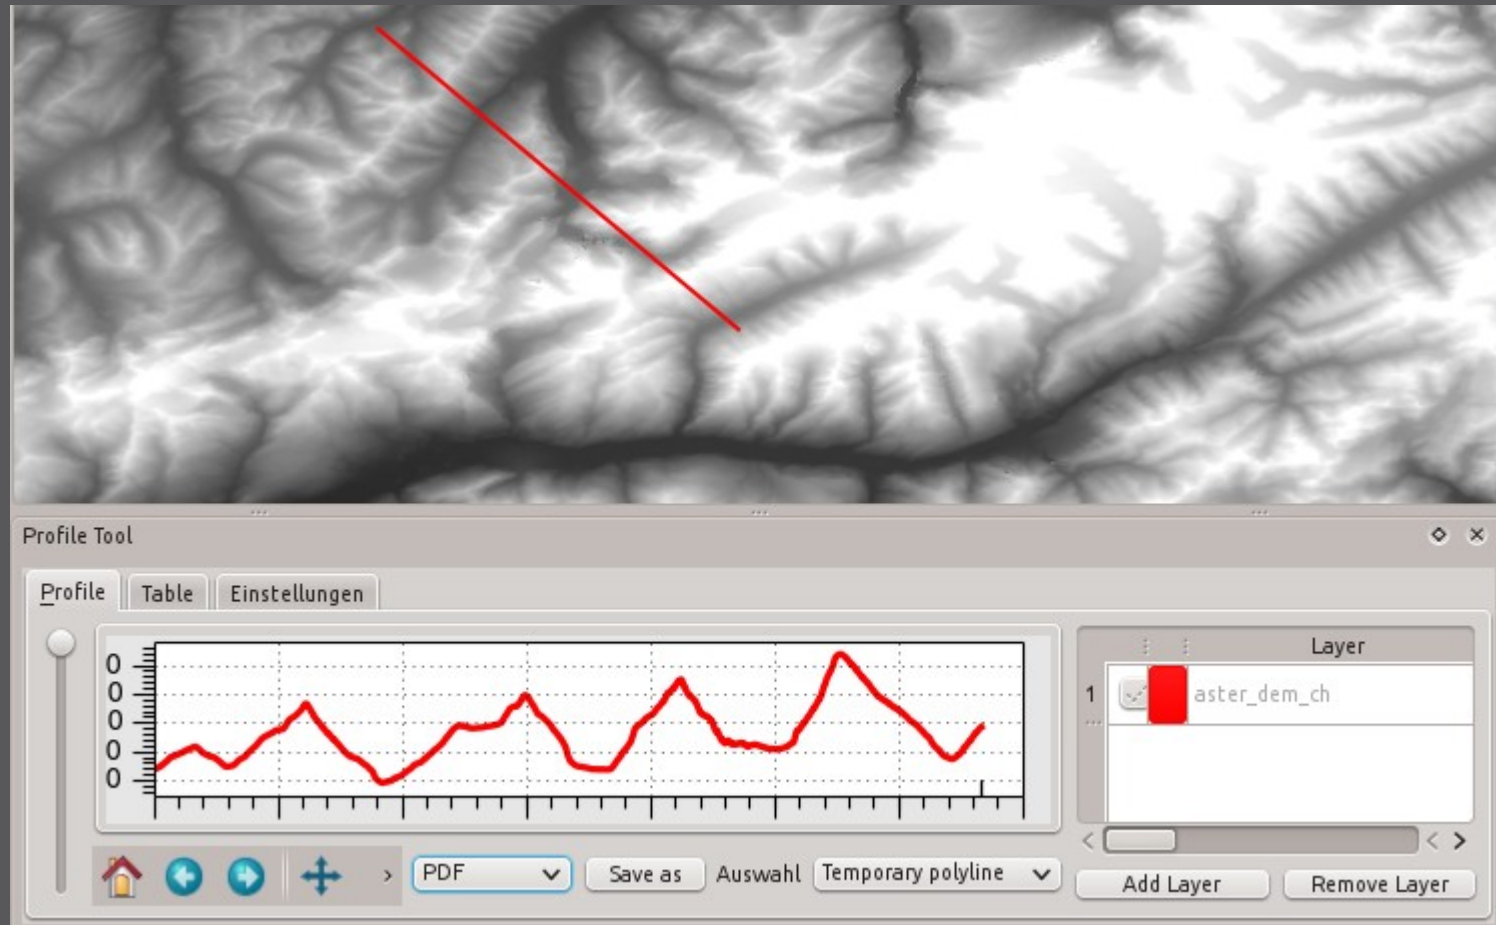 Profile Tool
Profile Table Einstellungen
0
0
0
0
0
Layer
1 aster_dem_ch
PDF Save as Auswahl Temporary polyline
Add Layer Remove Layer